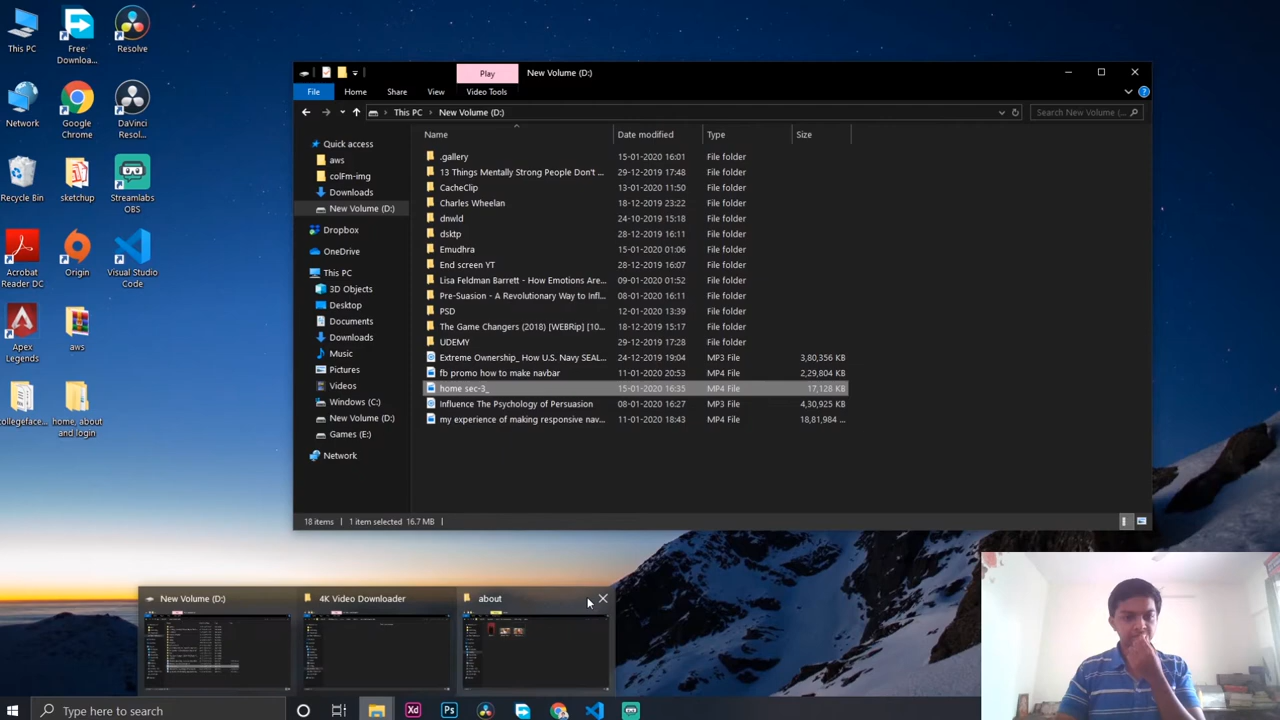 This PC
Free
Downloa...
Resolve
Network
Google
Chrome
DaVinci
Resol...
Recycle Bin
sketchup
Streamlabs
OBS
Acrobat
Reader DC
Origin
Visual Studio
Code
Apex
Legends
aws
collegeface...
home, about
and login
Play
New Volume (D:)
File
Home
Share
View
Video Tools
This PC
New Volume (D:)
Search New Volume (...
Name
Date modified
Type
Size
Quick access
aws
colFm-img
Downloads
New Volume (D:)
Dropbox
OneDrive
This PC
3D Objects
Desktop
Documents
Downloads
Music
Pictures
Videos
Windows (C:)
New Volume (D:)
Games (E:)
Network
.gallery 15-01-2020 16:01 File folder
13 Things Mentally Strong People Don't ... 29-12-2019 17:48 File folder
CacheClip 13-01-2020 11:50 File folder
Charles Wheelan 18-12-2019 23:22 File folder
dnwld 24-10-2019 15:18 File folder
dsktp 28-12-2019 16:11 File folder
Emudhra 15-01-2020 01:06 File folder
End screen YT 28-12-2019 16:07 File folder
Lisa Feldman Barrett - How Emotions Are... 09-01-2020 01:52 File folder
Pre-Suasion - A Revolutionary Way to Infl... 08-01-2020 16:11 File folder
PSD 12-01-2020 13:39 File folder
The Game Changers (2018) [WEBRip] [10... 18-12-2019 15:17 File folder
UDEMY 29-12-2019 17:28 File folder
Extreme Ownership_ How U.S. Navy SEAL... 24-12-2019 19:04 MP3 File 3,80,356 KB
fb promo how to make navbar 11-01-2020 20:53 MP4 File 2,29,804 KB
home sec-3_ 15-01-2020 16:35 MP4 File 17,128 KB
Influence The Psychology of Persuasion 08-01-2020 16:27 MP3 File 4,30,925 KB
my experience of making responsive nav... 11-01-2020 18:43 MP4 File 18,81,984 ...
18 items 1 item selected 16.7 MB
New Volume (D:)
4K Video Downloader
about
Type here to search
Xd
Ps